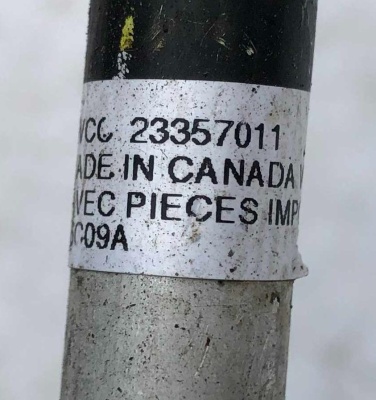 VCC 23357011
ADE IN CANADA
VEC PIECES IMP
C09A